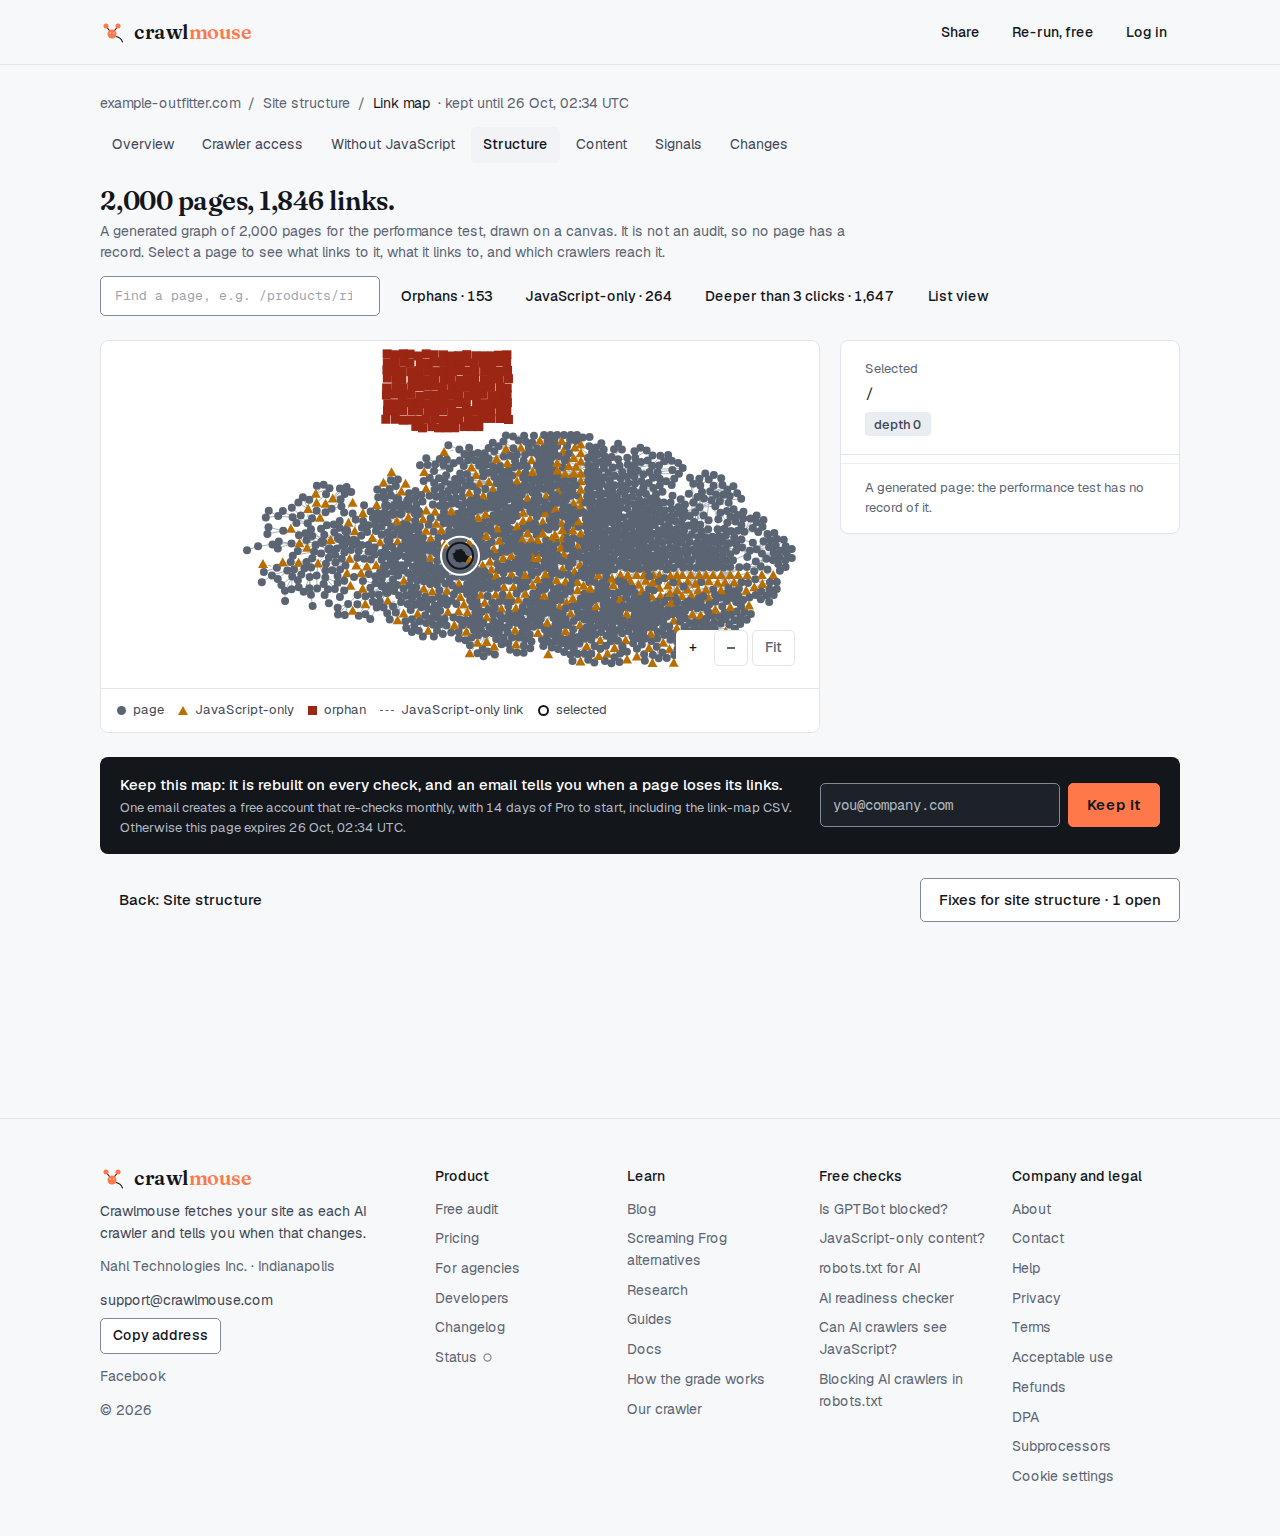 crawlmouse
Share
Re-run, free
Log in
example-outfitter.com / Site structure / Link map · kept until 26 Oct, 02:34 UTC
Overview
Crawler access
Without JavaScript
Structure
Content
Signals
Changes
2,000 pages, 1,846 links.
A generated graph of 2,000 pages for the performance test, drawn on a canvas. It is not an audit, so no page has a
record. Select a page to see what links to it, what it links to, and which crawlers reach it.
Find a page, e.g. /products/ri
Orphans · 153
JavaScript-only · 264
Deeper than 3 clicks · 1,647
List view
+
−
Fit
page
JavaScript-only
orphan
JavaScript-only link
selected
Selected
/
depth 0
A generated page: the performance test has no
record of it.
Keep this map: it is rebuilt on every check, and an email tells you when a page loses its links.
One email creates a free account that re-checks monthly, with 14 days of Pro to start, including the link-map CSV.
Otherwise this page expires 26 Oct, 02:34 UTC.
you@company.com
Keep it
Back: Site structure
Fixes for site structure · 1 open
crawlmouse
Crawlmouse fetches your site as each AI
crawler and tells you when that changes.
Nahl Technologies Inc. · Indianapolis
support@crawlmouse.com
Copy address
Facebook
© 2026
Product
Free audit
Pricing
For agencies
Developers
Changelog
Status
Learn
Blog
Screaming Frog
alternatives
Research
Guides
Docs
How the grade works
Our crawler
Free checks
Is GPTBot blocked?
JavaScript-only content?
robots.txt for AI
AI readiness checker
Can AI crawlers see
JavaScript?
Blocking AI crawlers in
robots.txt
Company and legal
About
Contact
Help
Privacy
Terms
Acceptable use
Refunds
DPA
Subprocessors
Cookie settings